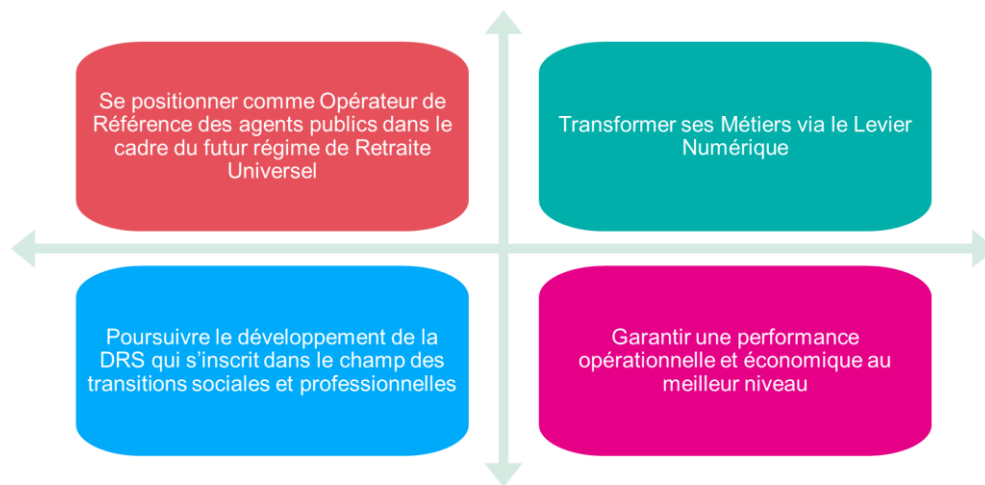 Se positionner comme Opérateur de
Référence des agents publics dans le
cadre du futur régime de Retraite
Universel
Transformer ses Métiers via le Levier
Numérique
Poursuivre le développement de la
DRS qui s’inscrit dans le champ des
transitions sociales et professionnelles
Garantir une performance
opérationnelle et économique au
meilleur niveau